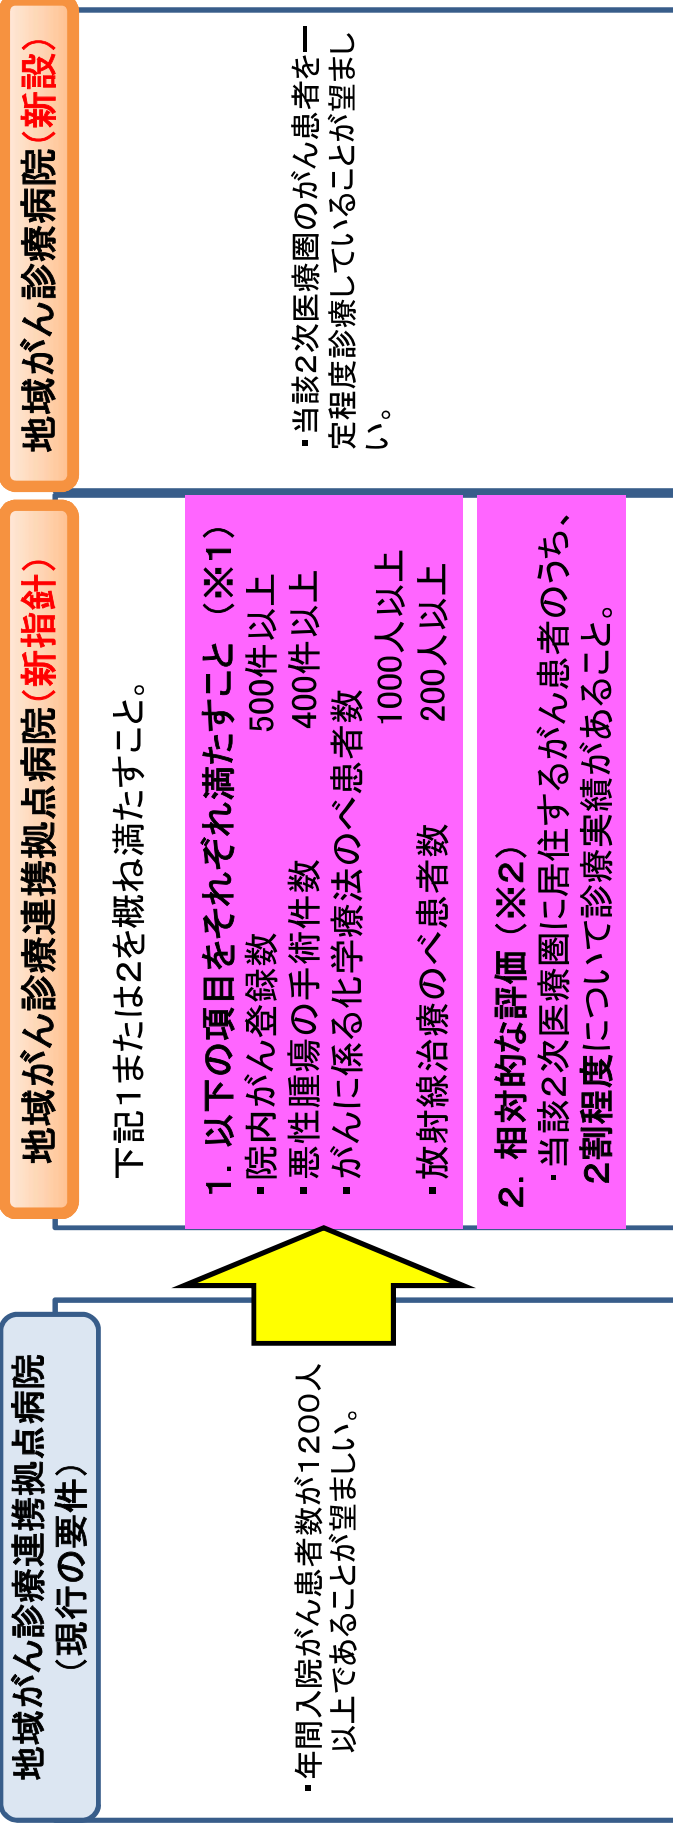 地域がん診療連携拠点病院
（現行の要件）
・年間入院がん患者数が１２００人
以上であることが望ましい。
地域がん診療連携拠点病院(新指針)
下記１または２を概ね満たすこと。
１．以下の項目をそれぞれ満たすこと（※１）
・院内がん登録数 500件以上
・悪性腫瘍の手術件数 400件以上
・がんに係る化学療法のべ患者数
1000人以上
・放射線治療のべ患者数 200人以上
２．相対的な評価（※２）
・当該２次医療圏に居住するがん患者のうち、
２割程度について診療実績があること。
地域がん診療病院(新設)
・当該２次医療圏のがん患者を一
定程度診療していることが望まし
い。